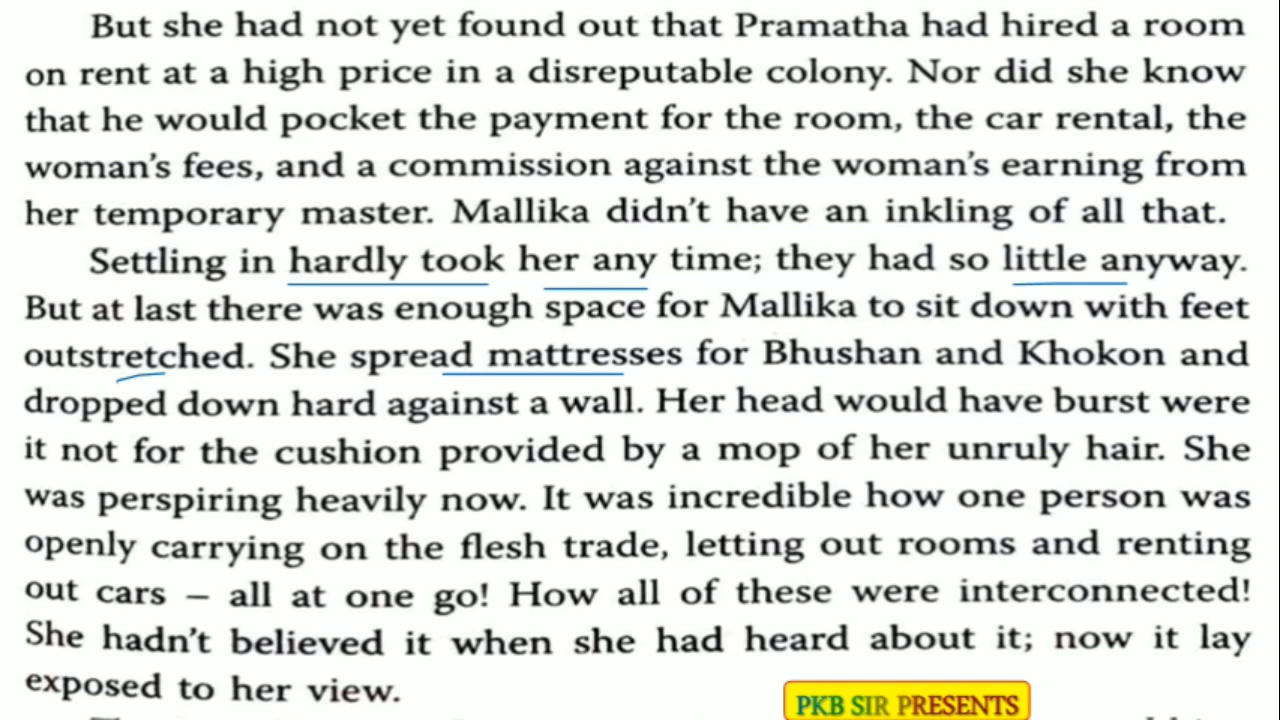 But she had not yet found out that Pramatha had hired a room
on rent at a high price in a disreputable colony. Nor did she know
that he would pocket the payment for the room, the car rental, the
woman's fees, and a commission against the woman's earning from
her temporary master. Mallika didn't have an inkling of all that.
Settling in hardly took her any time; they had so little anyway.
But at last there was enough space for Mallika to sit down with feet
outstretched. She spread mattresses for Bhushan and Khokon and
dropped down hard against a wall. Her head would have burst were
it not for the cushion provided by a mop of her unruly hair. She
was perspiring heavily now. It was incredible how one person was
openly carrying on the flesh trade, letting out rooms and renting
out cars – all at one go! How all of these were interconnected!
She hadn't believed it when she had heard about it; now it lay
exposed to her view.
PKB SIR PRESENTS